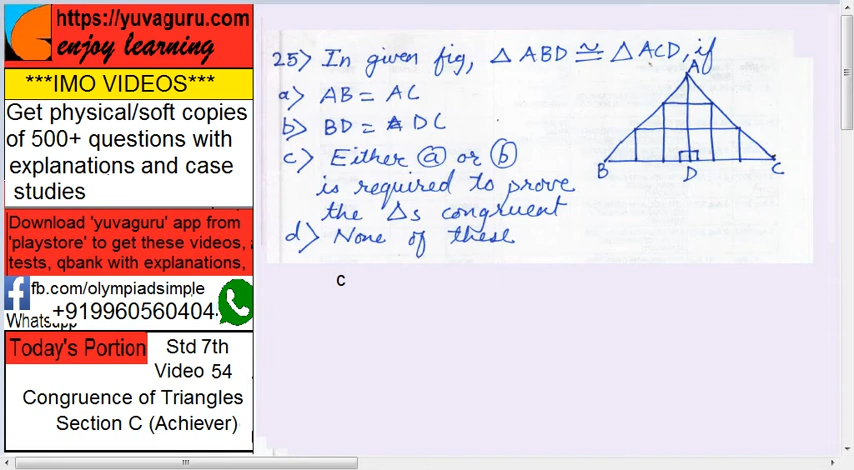 https://yuvaguru.com
enjoy learning
***IMO VIDEOS***
Get physical/soft copies
of 500+ questions with
explanations and case
studies
Download 'yuvaguru' app from
'playstore' to get these videos,
tests, qbank with explanations,
fb.com/olympiadsimple
+919960560404
Whatsapp
Today's Portion
Std 7th
Video 54
Congruence of Triangles
Section C (Achiever)
25) In given fig, △ ABD ≅ △ ACD, if
a) AB = AC
b) BD = DC
c) Either ⓐ or ⓑ
is required to prove
the △s congruent
d) None of these
A
B
D
C
c